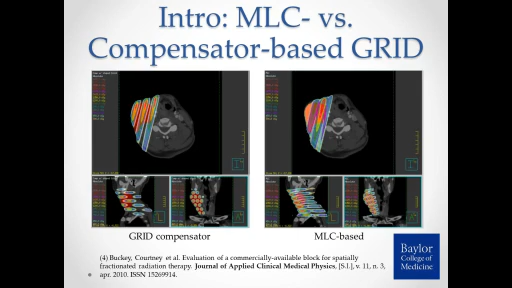 Intro: MLC- vs.
Compensator-based GRID
GRID compensator
MLC-based
(4) Buckey, Courtney et al. Evaluation of a commercially-available block for spatially
fractionated radiation therapy. Journal of Applied Clinical Medical Physics, [S.l.], v. 11, n. 3,
apr. 2010. ISSN 15269914.
Baylor
College of
Medicine